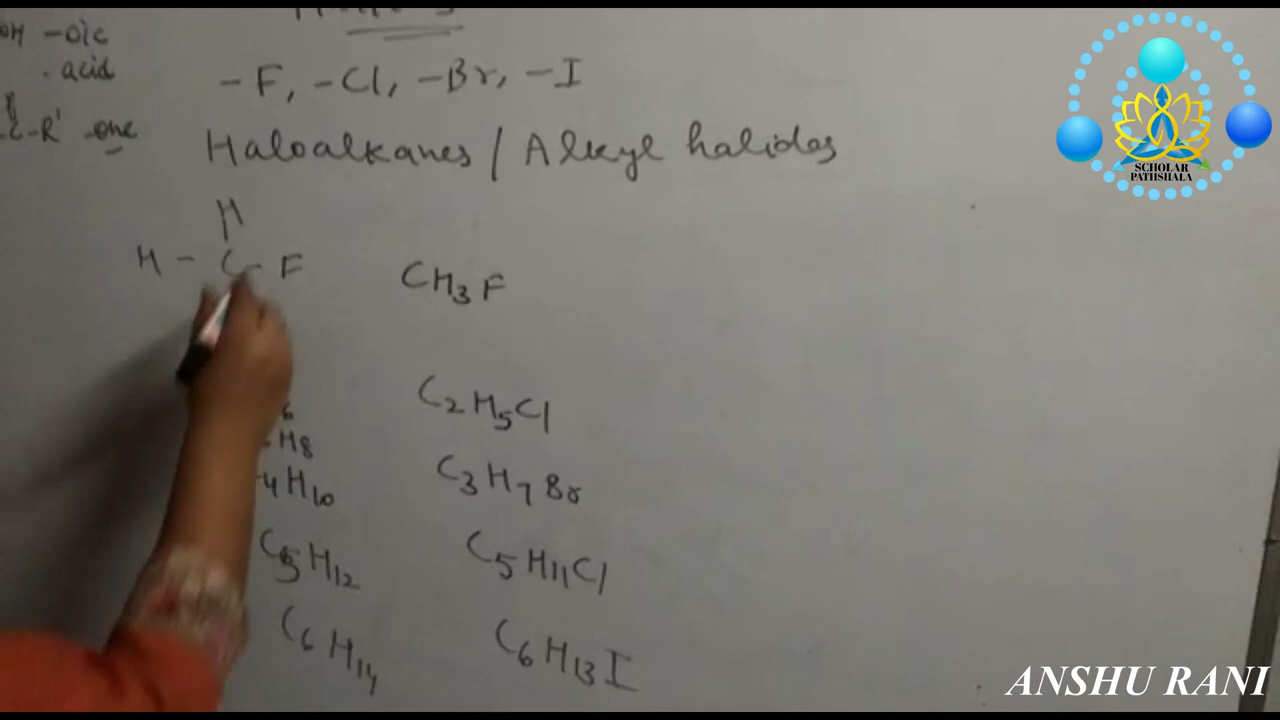 -oic
acid
-R' -one
-F, -Cl, -Br, -I
Haloalkanes / Alkyl halides
H
H - C - F
CH3F
6
H8
4H10
C5H12
C6H14
C2H5Cl
C3H7Br
C5H11Cl
C6H13I
SCHOLAR
PATHSHALA
ANSHU RANI